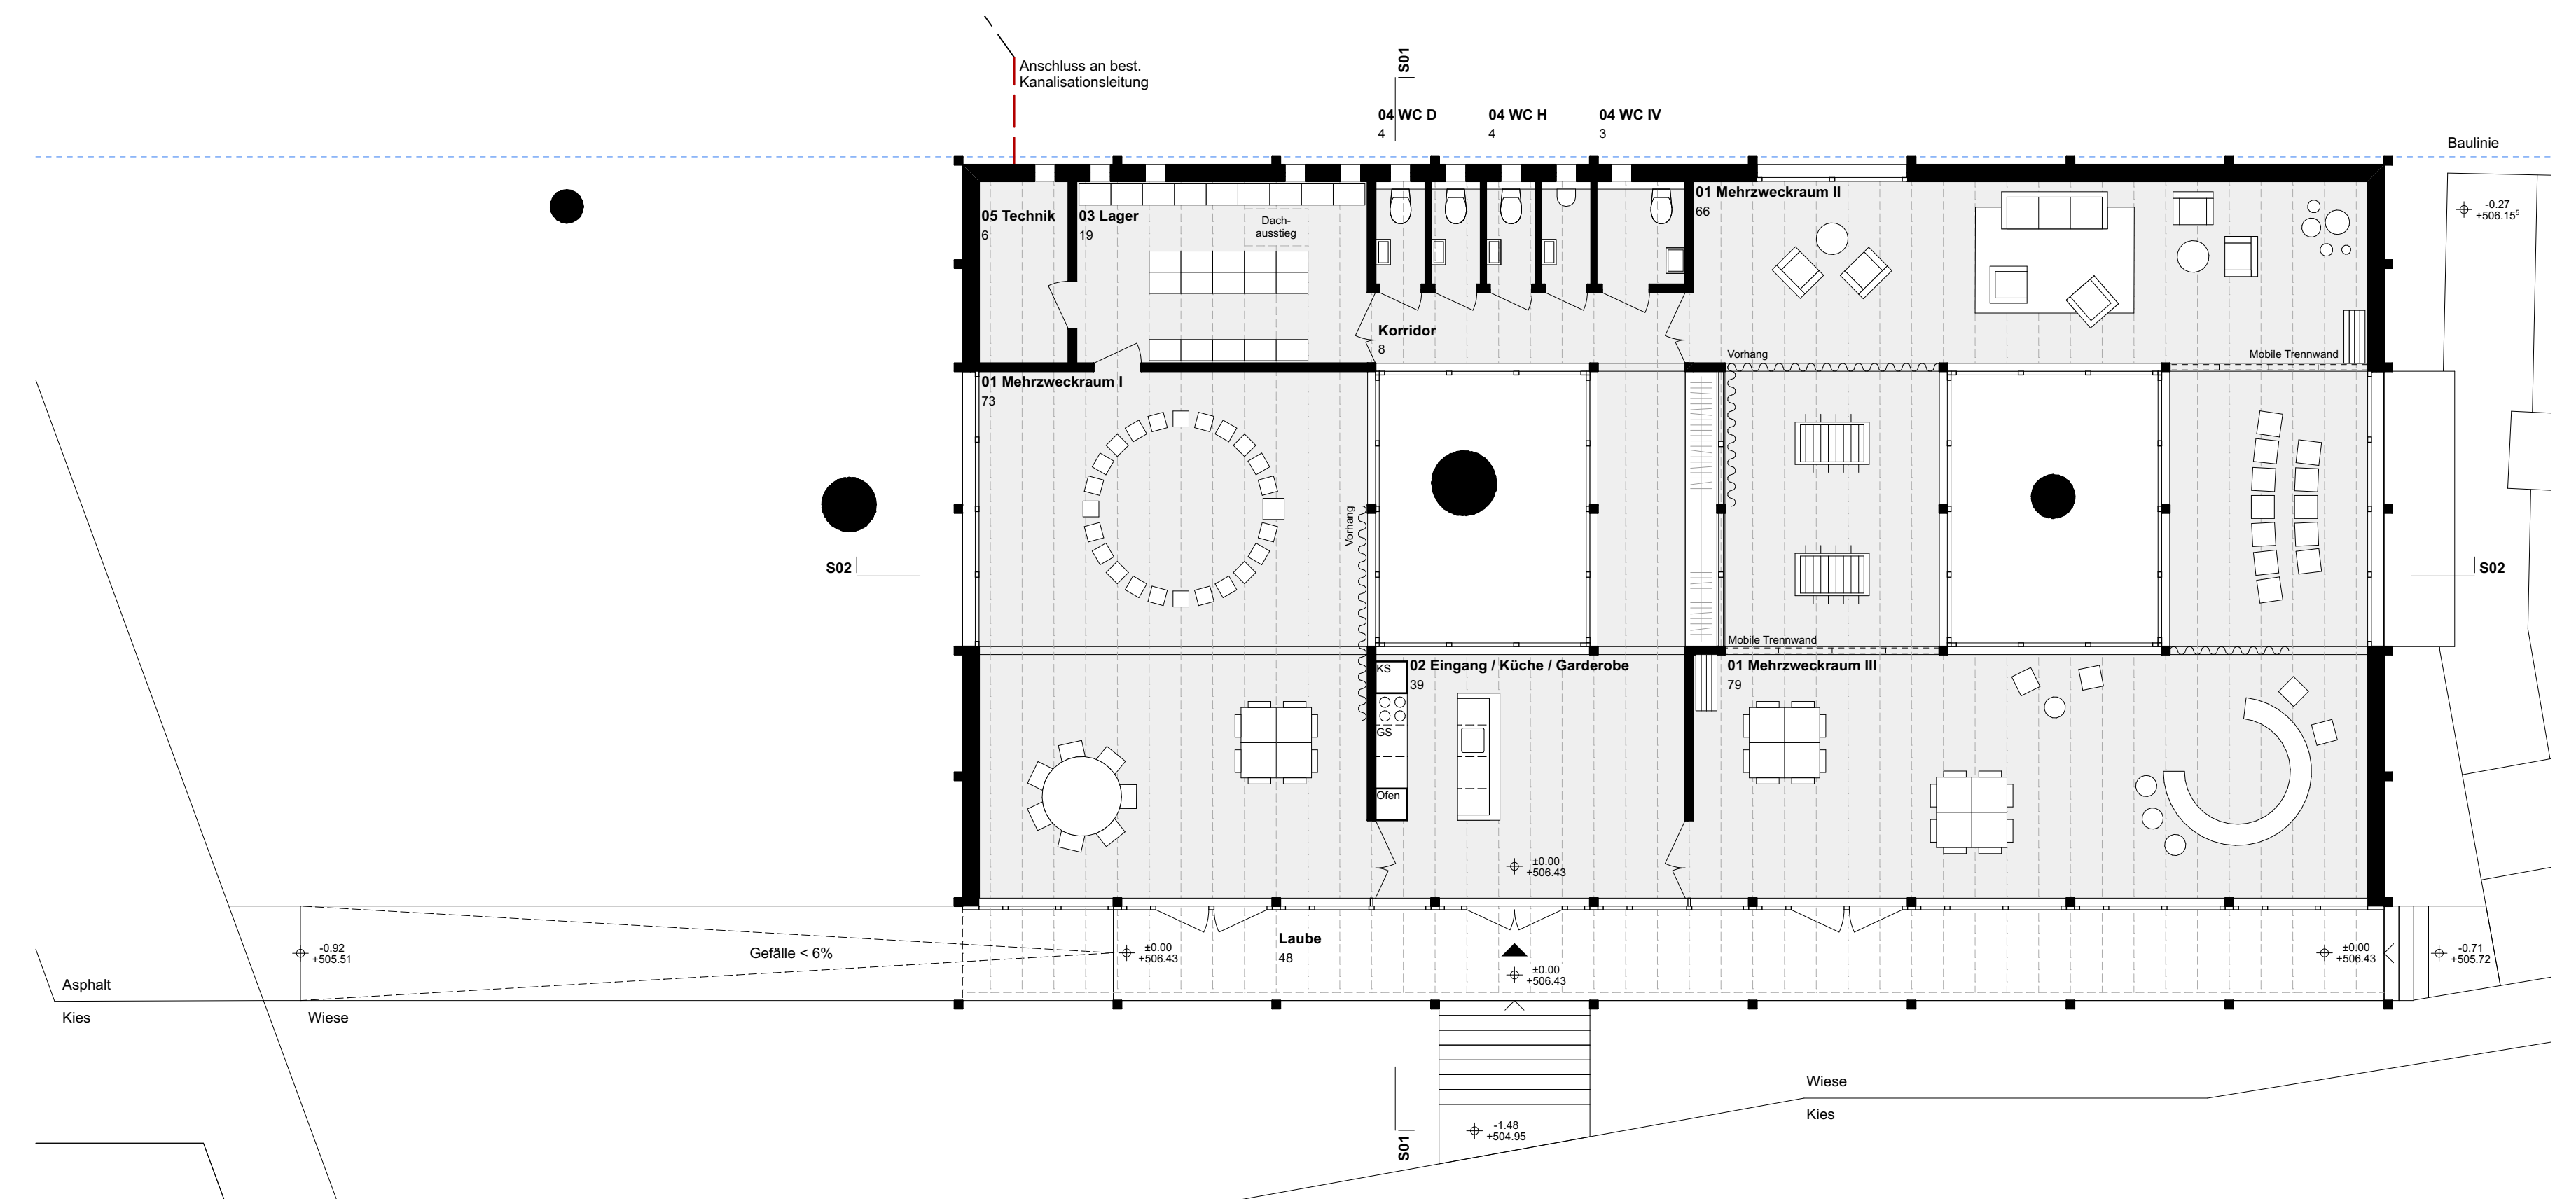 Anschluss an best.
Kanalisationsleitung
S01
04 WC D
4
04 WC H
4
04 WC IV
3
Baulinie
05 Technik
6
03 Lager
19
Dach-
ausstieg
01 Mehrzweckraum II
66
-0.27
+506.15⁵
Korridor
8
Vorhang
Mobile Trennwand
01 Mehrzweckraum I
73
Vorhang
S02
S02
Mobile Trennwand
KS
02 Eingang / Küche / Garderobe
39
01 Mehrzweckraum III
79
GS
Ofen
±0.00
+506.43
-0.92
+505.51
Gefälle < 6%
±0.00
+506.43
Laube
48
±0.00
+506.43
±0.00
+506.43
-0.71
+505.72
Asphalt
Kies
Wiese
Wiese
Kies
-1.48
+504.95
S01